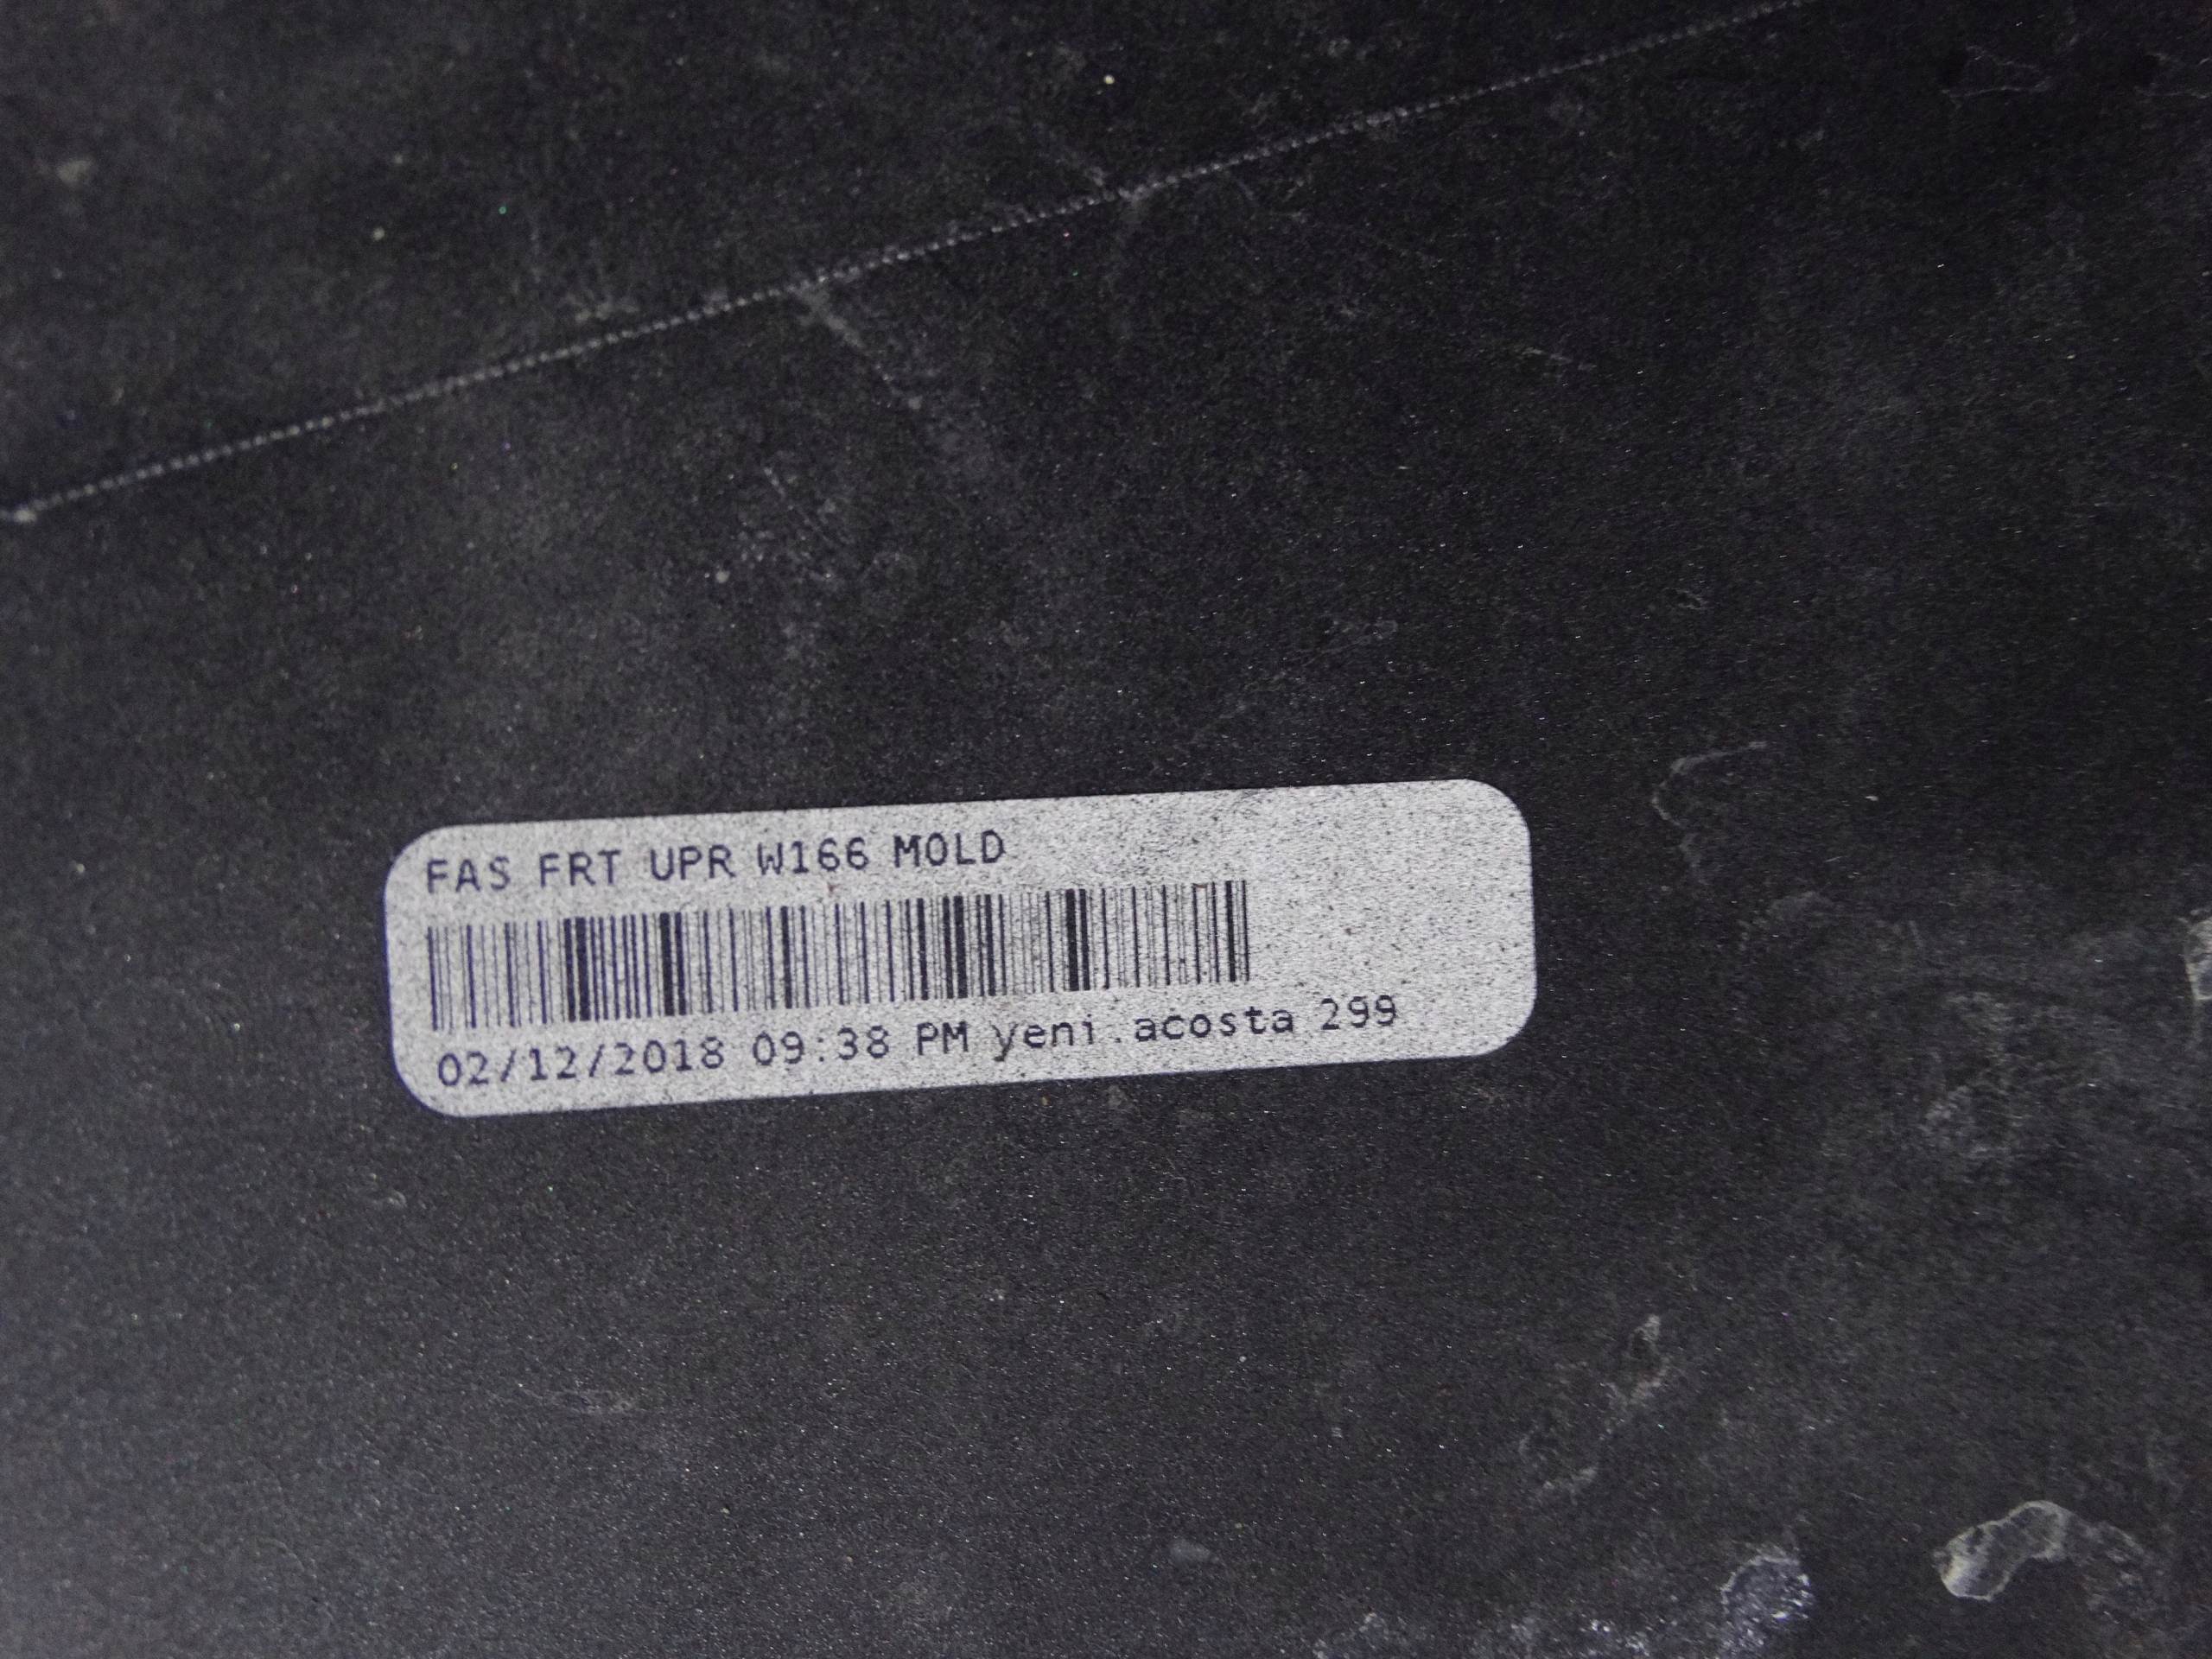 FAS FRT UPR W166 MOLD
02/12/2018 09:38 PM yeni.acosta 299